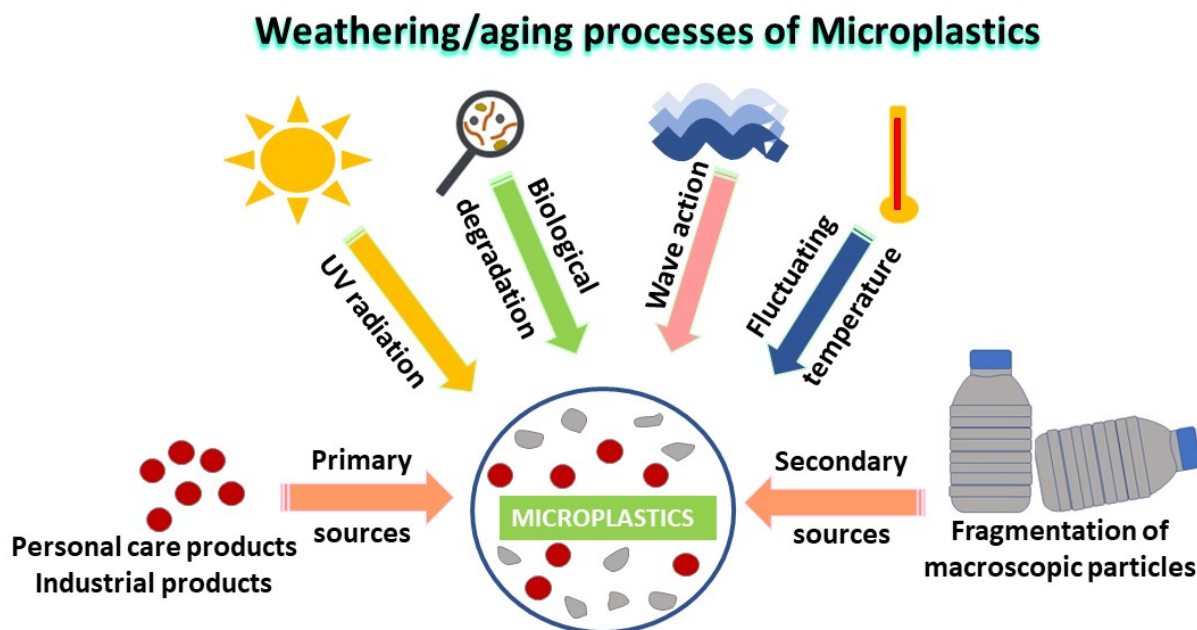 Weathering/aging processes of Microplastics
UV radiation
Biological
degradation
Wave action
Fluctuating
temperature
Primary
sources
Personal care products
Industrial products
MICROPLASTICS
Secondary
sources
Fragmentation of
macroscopic particles